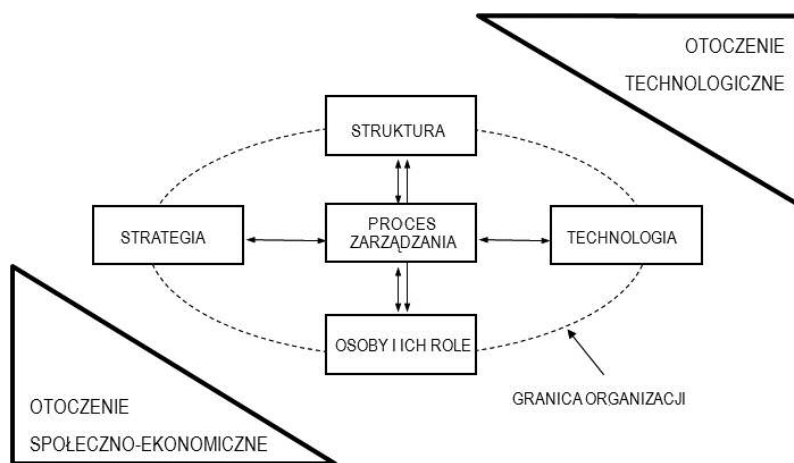 OTOCZENIE
TECHNOLOGICZNE
STRUKTURA
STRATEGIA
PROCES
ZARZĄDZANIA
TECHNOLOGIA
OSOBY I ICH ROLE
GRANICA ORGANIZACJI
OTOCZENIE
SPOŁECZNO-EKONOMICZNE